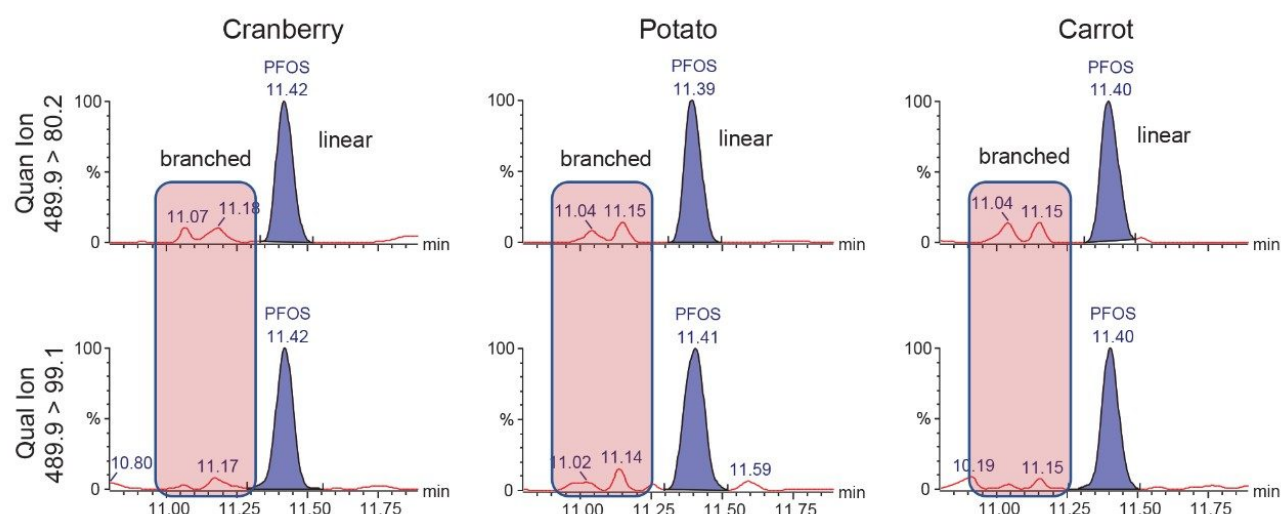 Cranberry
Potato
Carrot
Quan Ion
489.9 > 80.2
PFOS
11.42
100
%
0
branched
linear
11.07
11.18
min
PFOS
11.39
100
%
0
branched
linear
11.04
11.15
min
PFOS
11.40
100
%
0
branched
linear
11.04
11.15
min
Qual Ion
489.9 > 99.1
PFOS
11.42
100
%
0
10.80
11.17
min
11.00 11.25 11.50 11.75
PFOS
11.41
100
%
0
11.02
11.14
11.59
min
11.00 11.25 11.50 11.75
PFOS
11.40
100
%
0
10.19
11.15
min
11.00 11.25 11.50 11.75